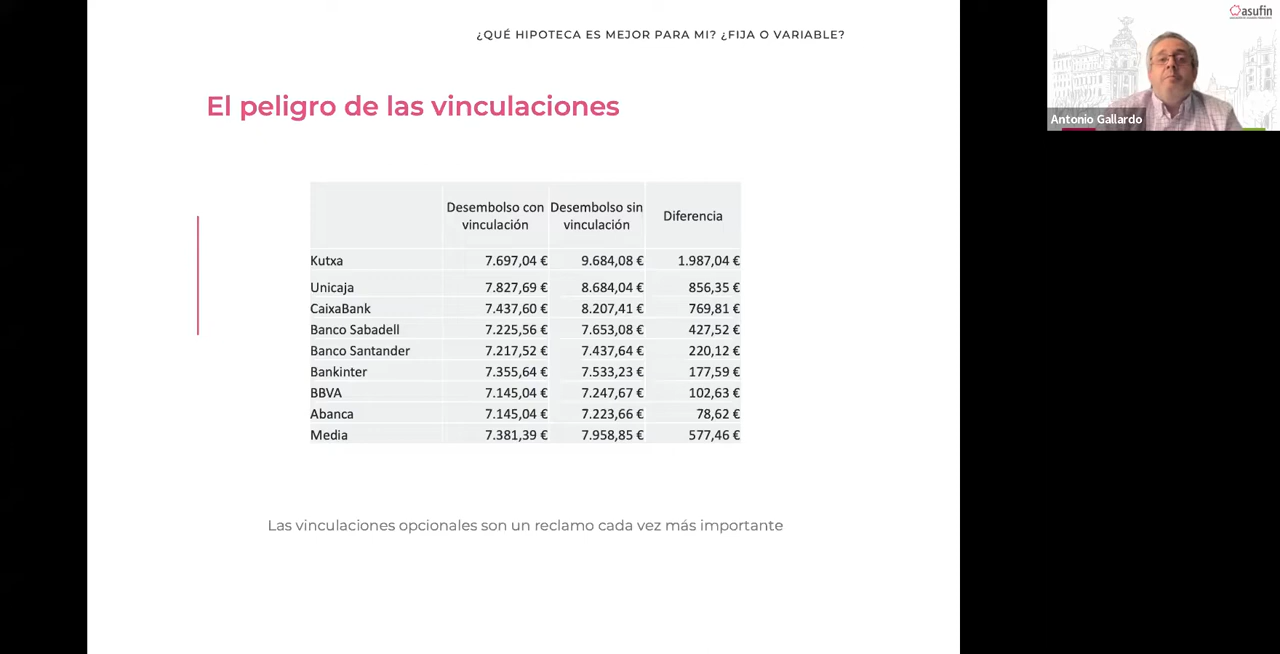 ¿QUÉ HIPOTECA ES MEJOR PARA MI? ¿FIJA O VARIABLE?
asufin
Antonio Gallardo
El peligro de las vinculaciones
Desembolso con vinculación Desembolso sin vinculación Diferencia
Kutxa 7.697,04 € 9.684,08 € 1.987,04 €
Unicaja 7.827,69 € 8.684,04 € 856,35 €
CaixaBank 7.437,60 € 8.207,41 € 769,81 €
Banco Sabadell 7.225,56 € 7.653,08 € 427,52 €
Banco Santander 7.217,52 € 7.437,64 € 220,12 €
Bankinter 7.355,64 € 7.533,23 € 177,59 €
BBVA 7.145,04 € 7.247,67 € 102,63 €
Abanca 7.145,04 € 7.223,66 € 78,62 €
Media 7.381,39 € 7.958,85 € 577,46 €
Las vinculaciones opcionales son un reclamo cada vez más importante